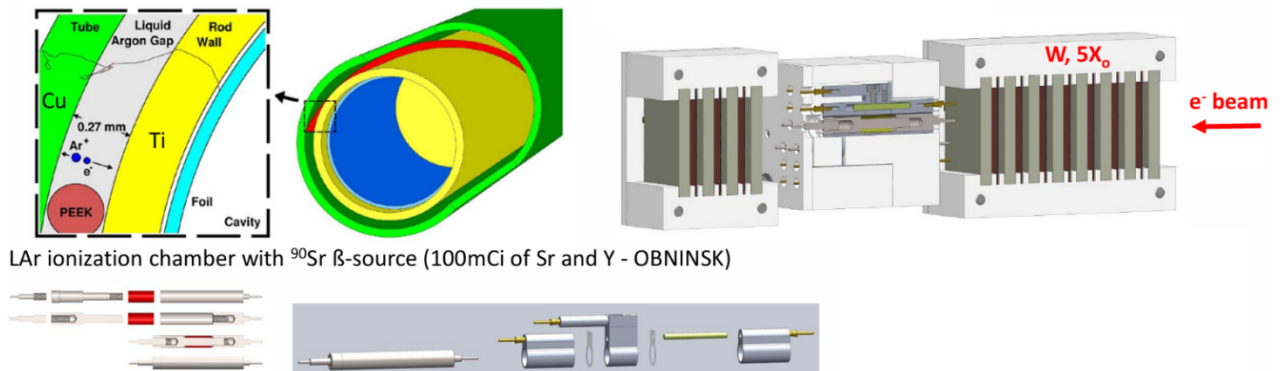 Tube
Liquid
Argon Gap
Rod
Wall
Cu
0.27 mm
Ti
Ar+
e-
PEEK
Foil
Cavity
W, 5Xo
e- beam
LAr ionization chamber with 90Sr ß-source (100mCi of Sr and Y - OBNINSK)